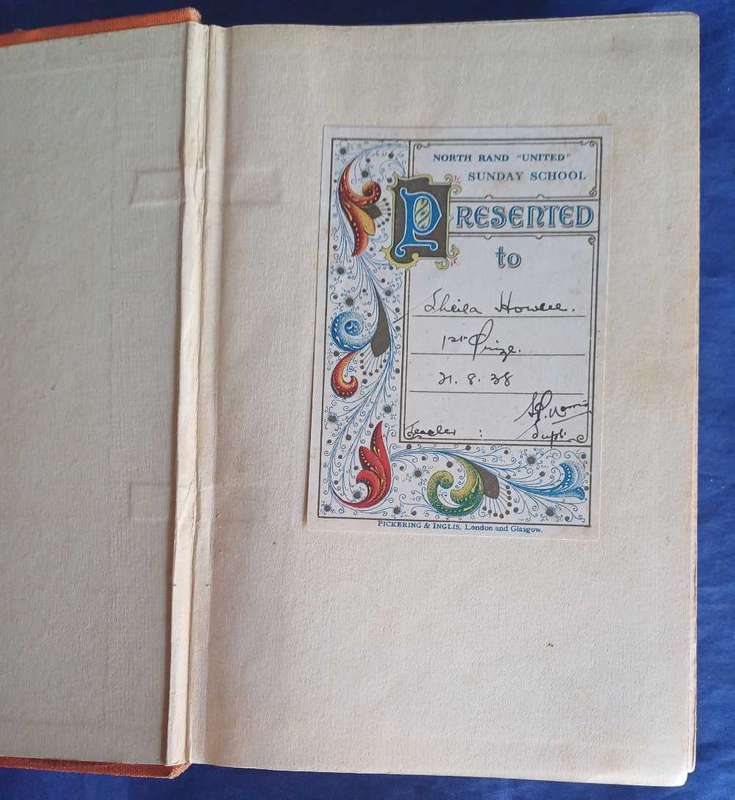 NORTH RAND "UNITED"
SUNDAY SCHOOL
PRESENTED
to
Sheila Howell.
1st Prize.
21. 8. 38
Teacher :
Supt.
PICKERING & INGLIS, London and Glasgow.